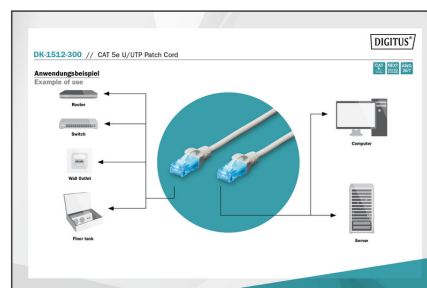 DIGITUS®
DK-1512-300 // CAT 5e U/UTP Patch Cord
Anwendungsbeispiel
Example of use
Router
Switch
Wall Outlet
Floor tank
Computer
Server